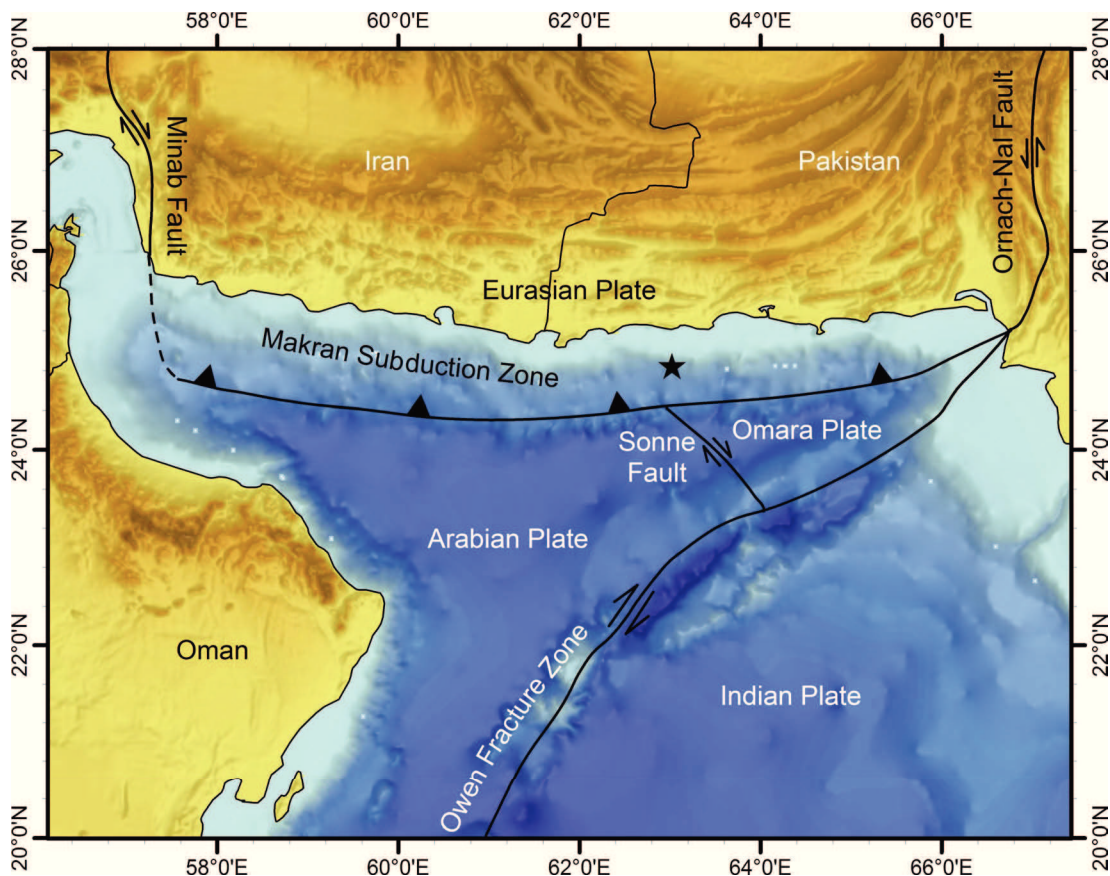 58°0'E 60°0'E 62°0'E 64°0'E 66°0'E
28°0'N 28°0'N
Minab Fault
Iran
Pakistan
Ornach-Nal Fault
26°0'N 26°0'N
Eurasian Plate
Makran Subduction Zone
Sonne
Fault
Omara Plate
24°0'N 24°0'N
Arabian Plate
Oman
22°0'N 22°0'N
Owen Fracture Zone
Indian Plate
20°0'N 20°0'N
58°0'E 60°0'E 62°0'E 64°0'E 66°0'E